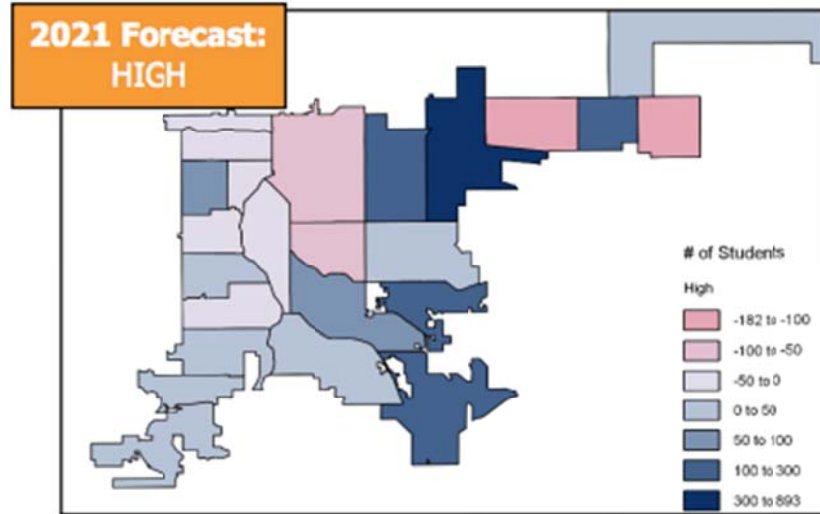 2021 Forecast:
HIGH
# of Students
High
-182 to -100
-100 to -50
-50 to 0
0 to 50
50 to 100
100 to 300
300 to 893